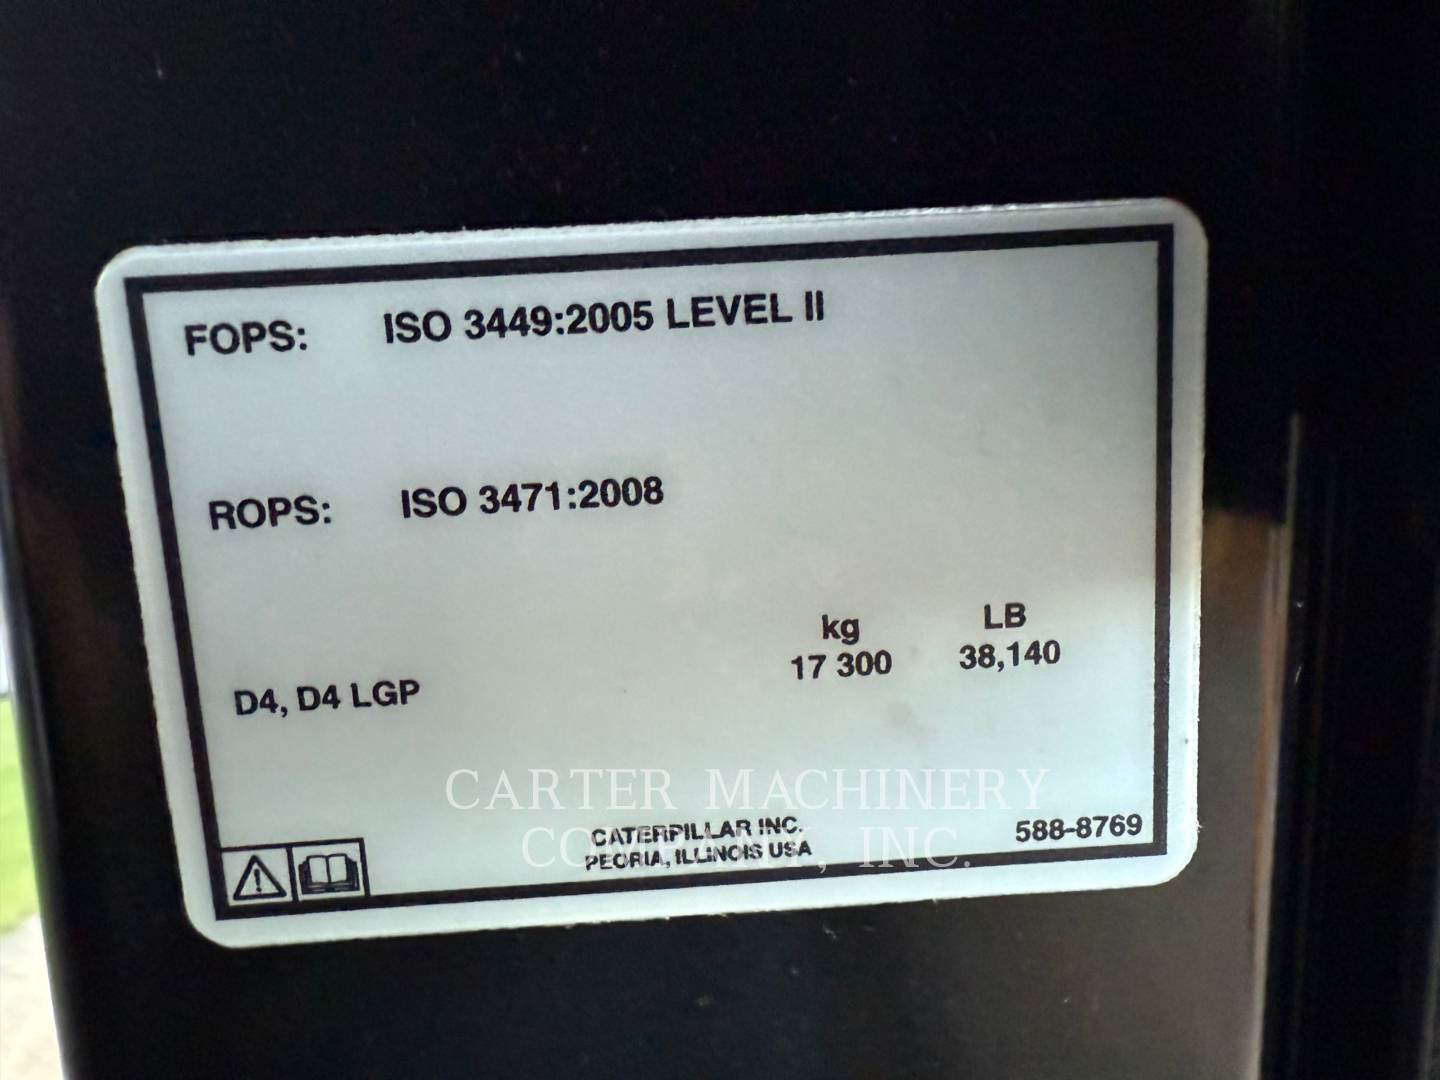 FOPS: ISO 3449:2005 LEVEL II
ROPS: ISO 3471:2008
kg LB
D4, D4 LGP 17 300 38,140
CATERPILLAR INC.
PEORIA, ILLINOIS USA
588-8769
CARTER MACHINERY
COMPANY, INC.